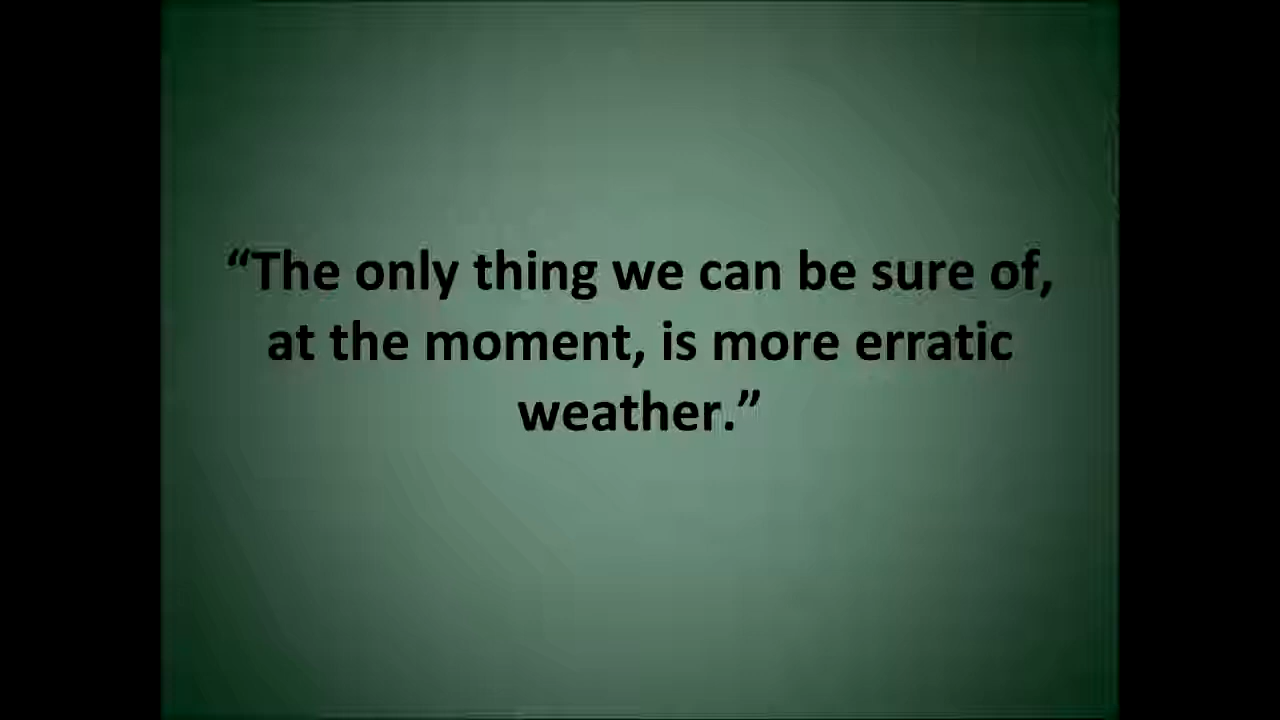 “The only thing we can be sure of,
at the moment, is more erratic
weather.”